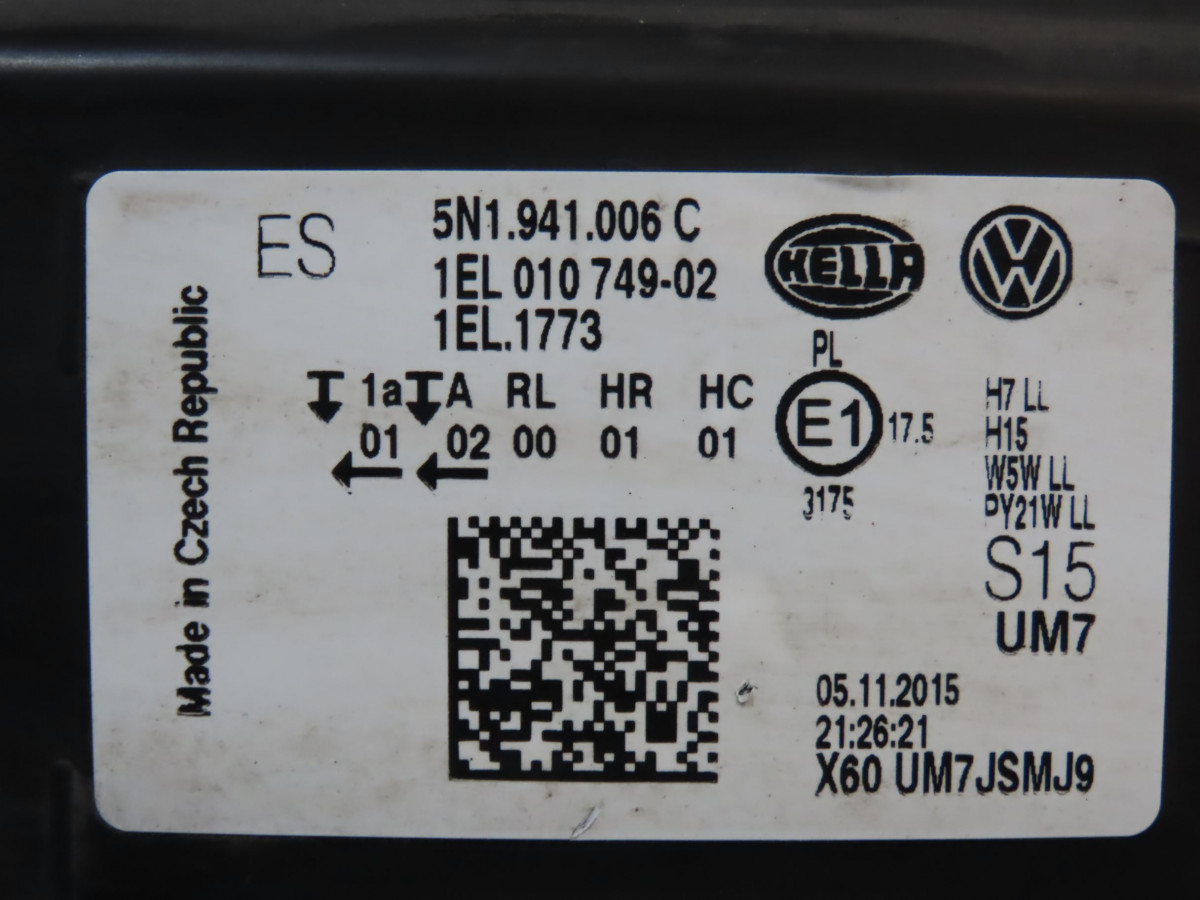 ES
5N1.941.006 C
1EL 010 749-02
1EL.1773
HELLA
VW
PL
1a A RL HR HC
01 02 00 01 01
E1 17.5
3175
H7 LL
H15
W5W LL
PY21W LL
S15
UM7
05.11.2015
21:26:21
X60 UM7JSMJ9
Made in Czech Republic